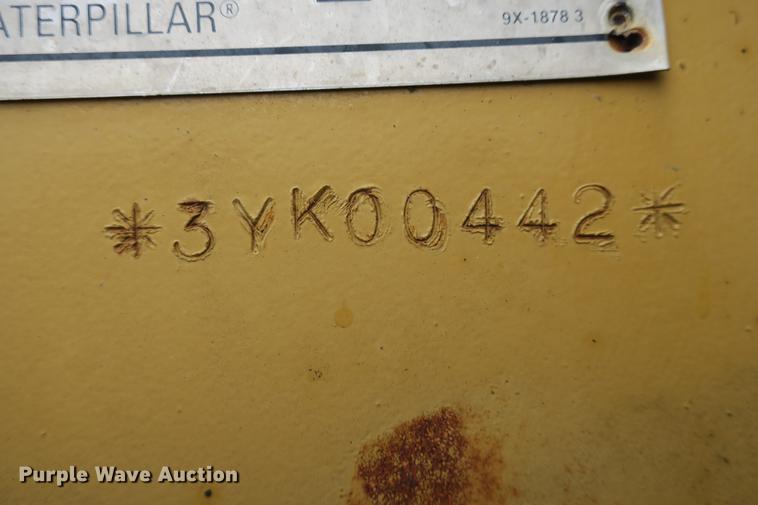 ATERPILLAR®
9X-1878 3
*3YK00442*
Purple Wave Auction